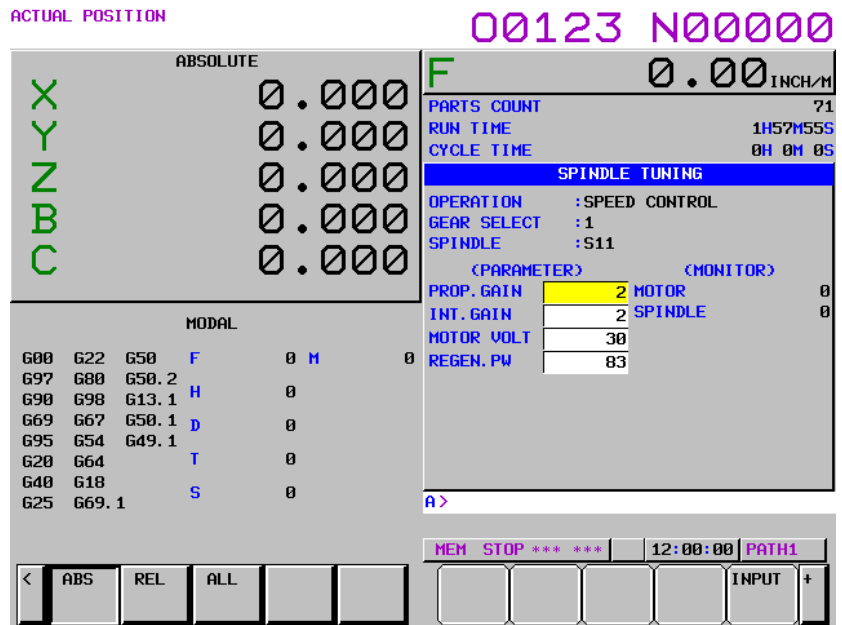 ACTUAL POSITION
O0123 N00000
ABSOLUTE
X 0.000
Y 0.000
Z 0.000
B 0.000
C 0.000
F 0.00 INCH/M
PARTS COUNT 71
RUN TIME 1H57M55S
CYCLE TIME 0H 0M 0S
SPINDLE TUNING
OPERATION :SPEED CONTROL
GEAR SELECT :1
SPINDLE :S11
(PARAMETER) (MONITOR)
PROP.GAIN 2 MOTOR 0
INT.GAIN 2 SPINDLE 0
MOTOR VOLT 30
REGEN.PW 83
MODAL
G00 G22 G50 F 0 M 0
G97 G80 G50.2
G90 G98 G13.1 H 0
G69 G67 G50.1 D 0
G95 G54 G49.1
G20 G64 T 0
G40 G18
G25 G69.1 S 0
A>
MEM STOP *** *** 12:00:00 PATH1
< ABS REL ALL INPUT +